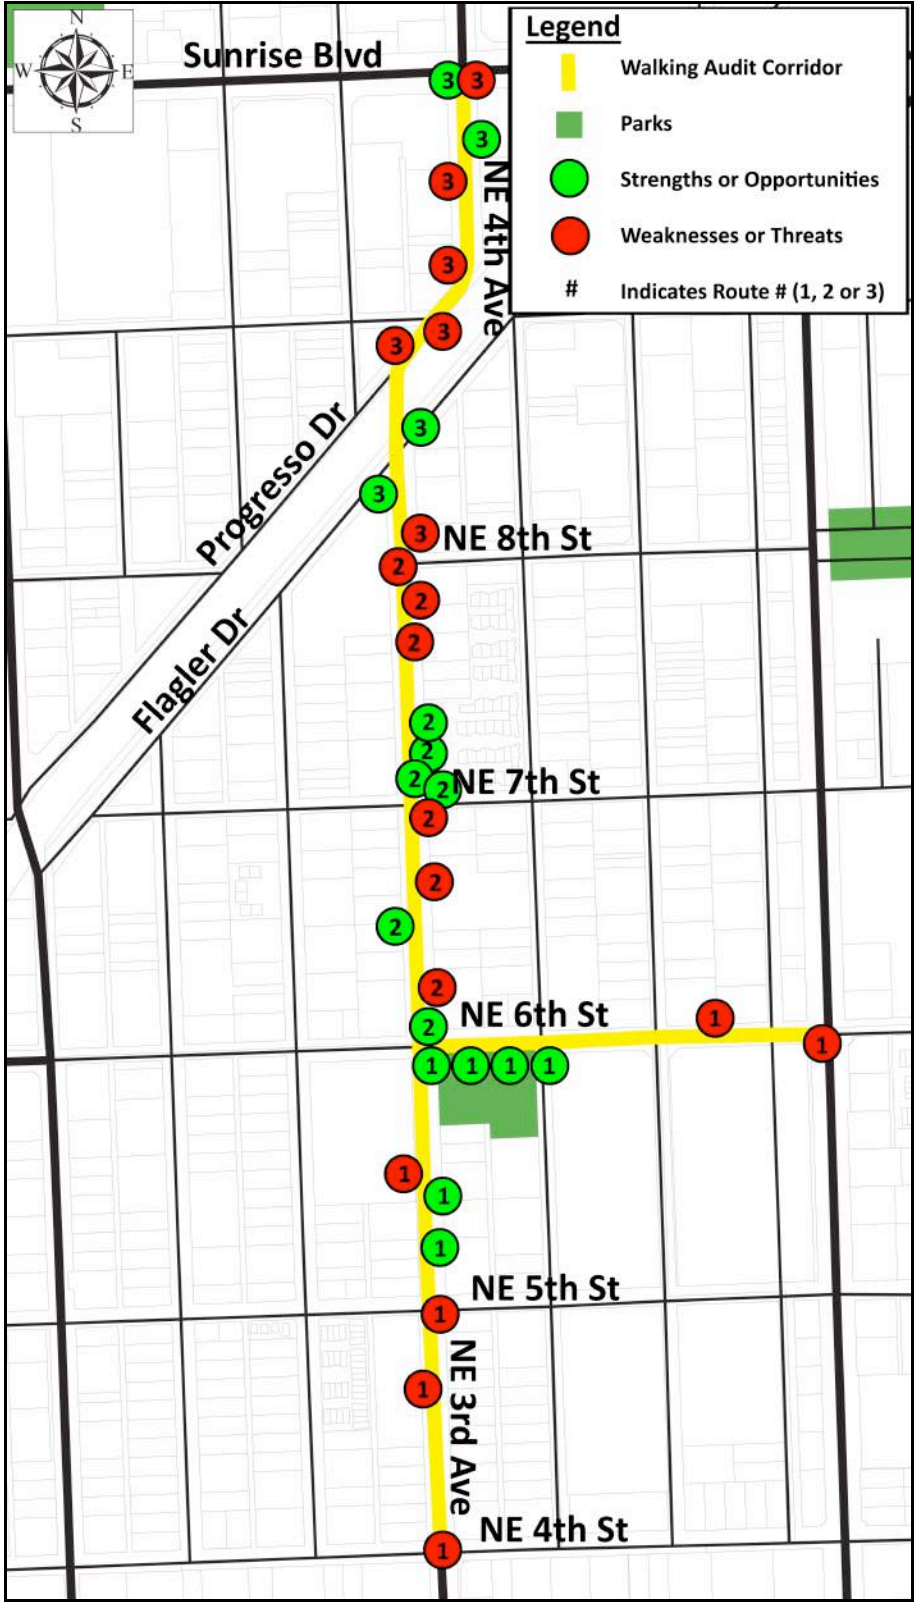 N
W E
S
Sunrise Blvd
Legend
Walking Audit Corridor
Parks
Strengths or Opportunities
Weaknesses or Threats
# Indicates Route # (1, 2 or 3)
3 3
3
3
NE 4th Ave
3
3
3
3
Progresso Dr
3
3
NE 8th St
2
2
2
Flagler Dr
2
2
2 2
NE 7th St
2
2
2
2
NE 6th St
2
1
1
1 1 1 1
1
1
1
NE 5th St
1
NE 3rd Ave
1
NE 4th St
1